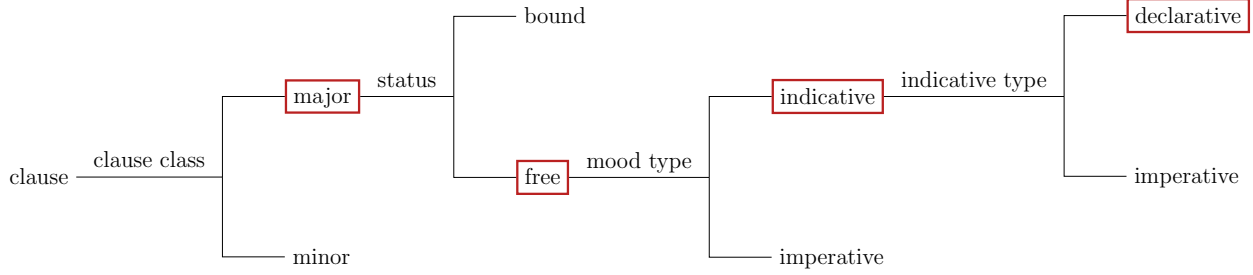 clause
clause class
major
minor
status
bound
free
mood type
indicative
imperative
indicative type
declarative
imperative